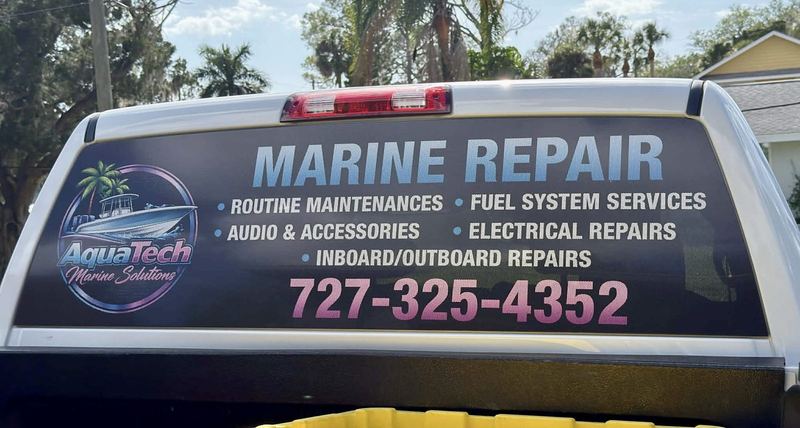 MARINE REPAIR
• ROUTINE MAINTENANCES • FUEL SYSTEM SERVICES
• AUDIO & ACCESSORIES • ELECTRICAL REPAIRS
• INBOARD/OUTBOARD REPAIRS
727-325-4352
AquaTech
Marine Solutions